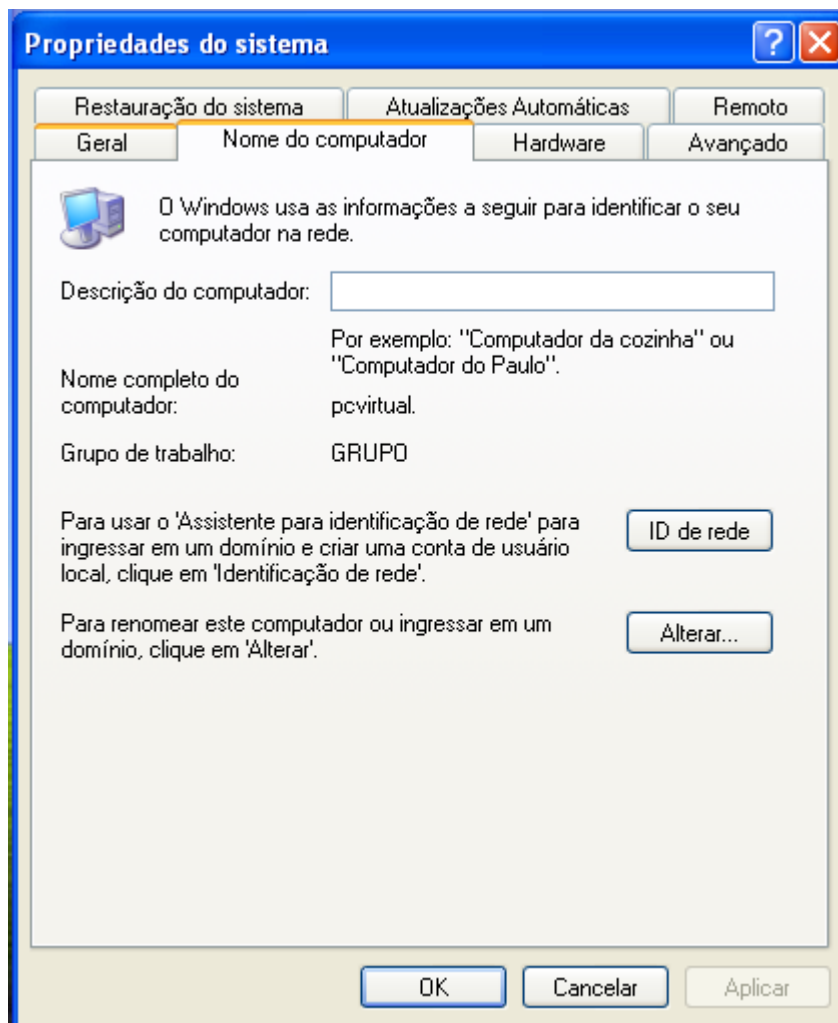 Propriedades do sistema
Restauração do sistema
Atualizações Automáticas
Remoto
Geral
Nome do computador
Hardware
Avançado
O Windows usa as informações a seguir para identificar o seu
computador na rede.
Descrição do computador:
Por exemplo: "Computador da cozinha" ou
"Computador do Paulo".
Nome completo do
computador:
pcvirtual.
Grupo de trabalho:
GRUPO
Para usar o 'Assistente para identificação de rede' para
ingressar em um domínio e criar uma conta de usuário
local, clique em 'Identificação de rede'.
ID de rede
Para renomear este computador ou ingressar em um
domínio, clique em 'Alterar'.
Alterar...
OK
Cancelar
Aplicar